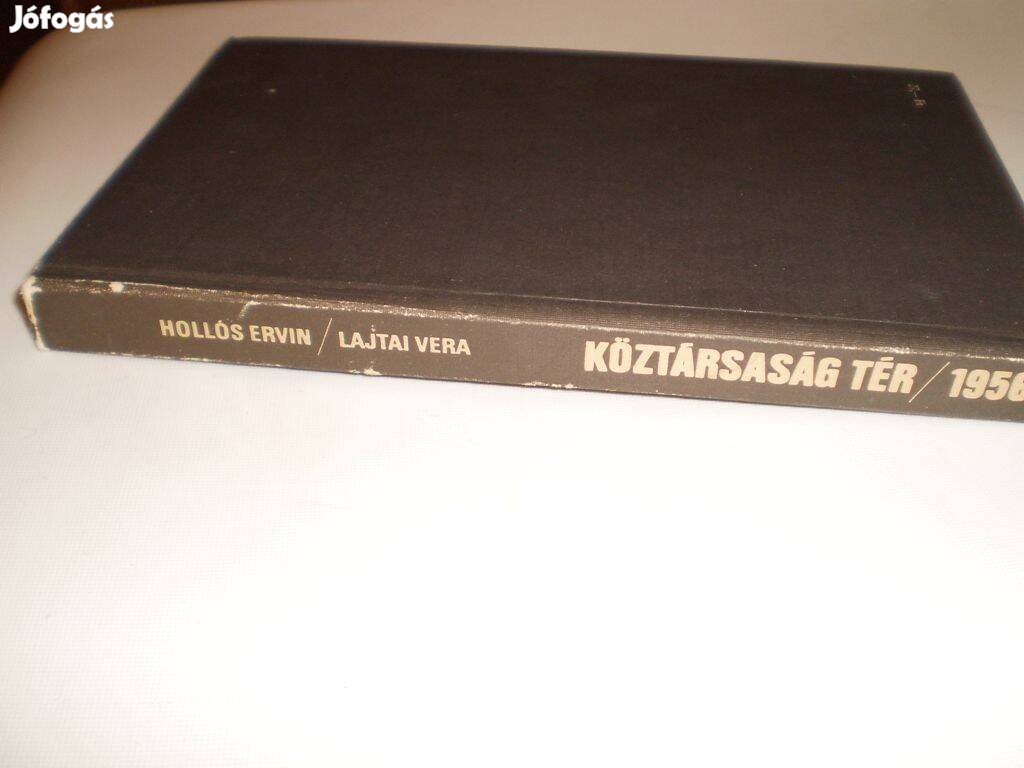 Jófogás
HOLLÓS ERVIN / LAJTAI VERA
KÖZTÁRSASÁG TÉR / 1956